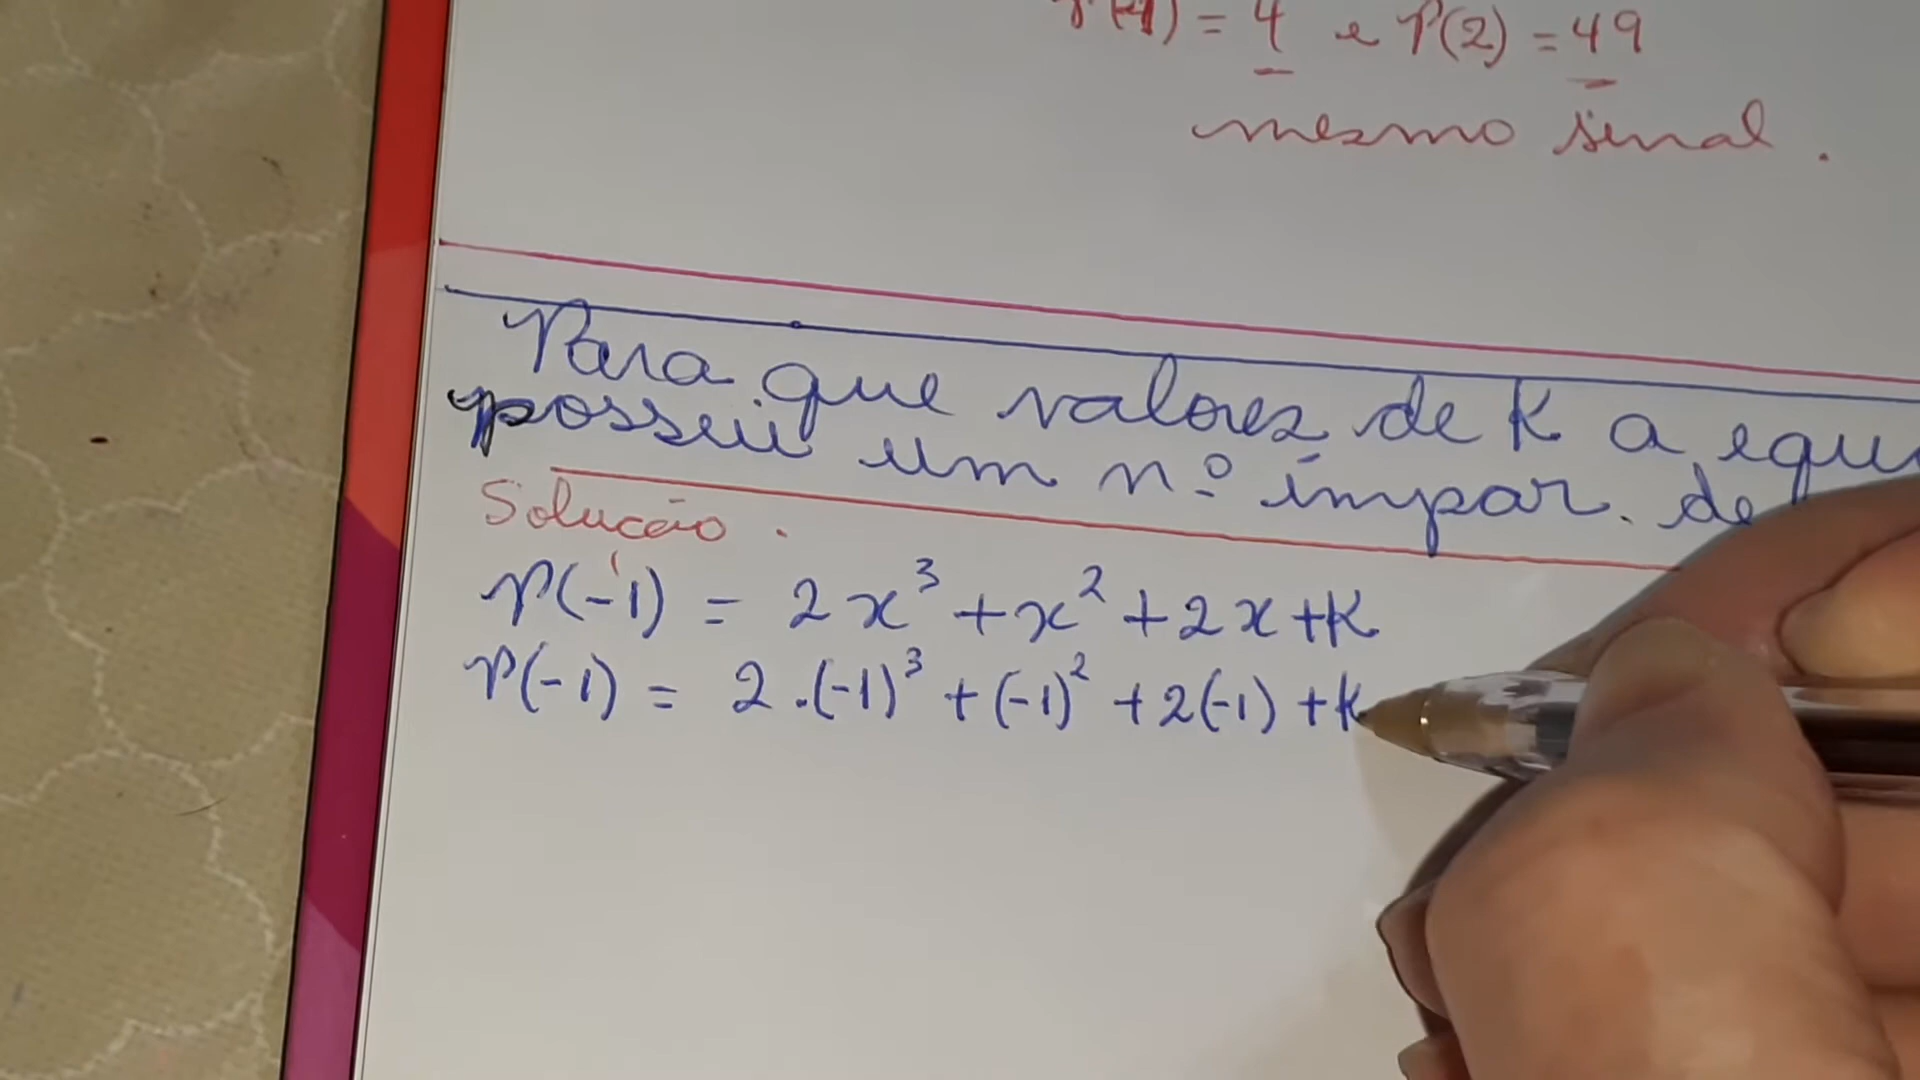 P(-1) = 4 e P(2) = 49
mesmo sinal .
Para que valores de K a equ
possui um nº ímpar. de
Solução .
P(-1) = 2x³ + x² + 2x + K
P(-1) = 2 . (-1)³ + (-1)² + 2(-1) + K